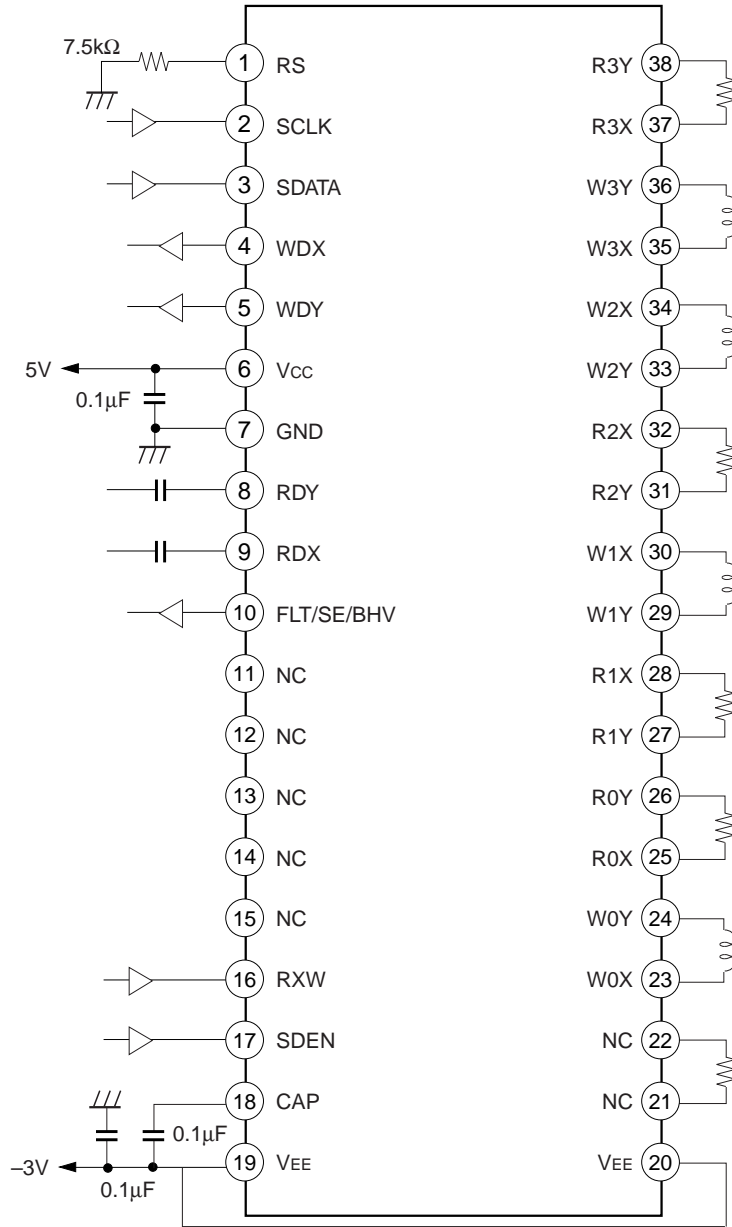 7.5kΩ
1 RS
2 SCLK
3 SDATA
4 WDX
5 WDY
5V
6 VCC
0.1μF
7 GND
8 RDY
9 RDX
10 FLT/SE/BHV
11 NC
12 NC
13 NC
14 NC
15 NC
16 RXW
17 SDEN
18 CAP
0.1μF
–3V
0.1μF
19 VEE
R3Y 38
R3X 37
W3Y 36
W3X 35
W2X 34
W2Y 33
R2X 32
R2Y 31
W1X 30
W1Y 29
R1X 28
R1Y 27
R0Y 26
R0X 25
W0Y 24
W0X 23
NC 22
NC 21
VEE 20